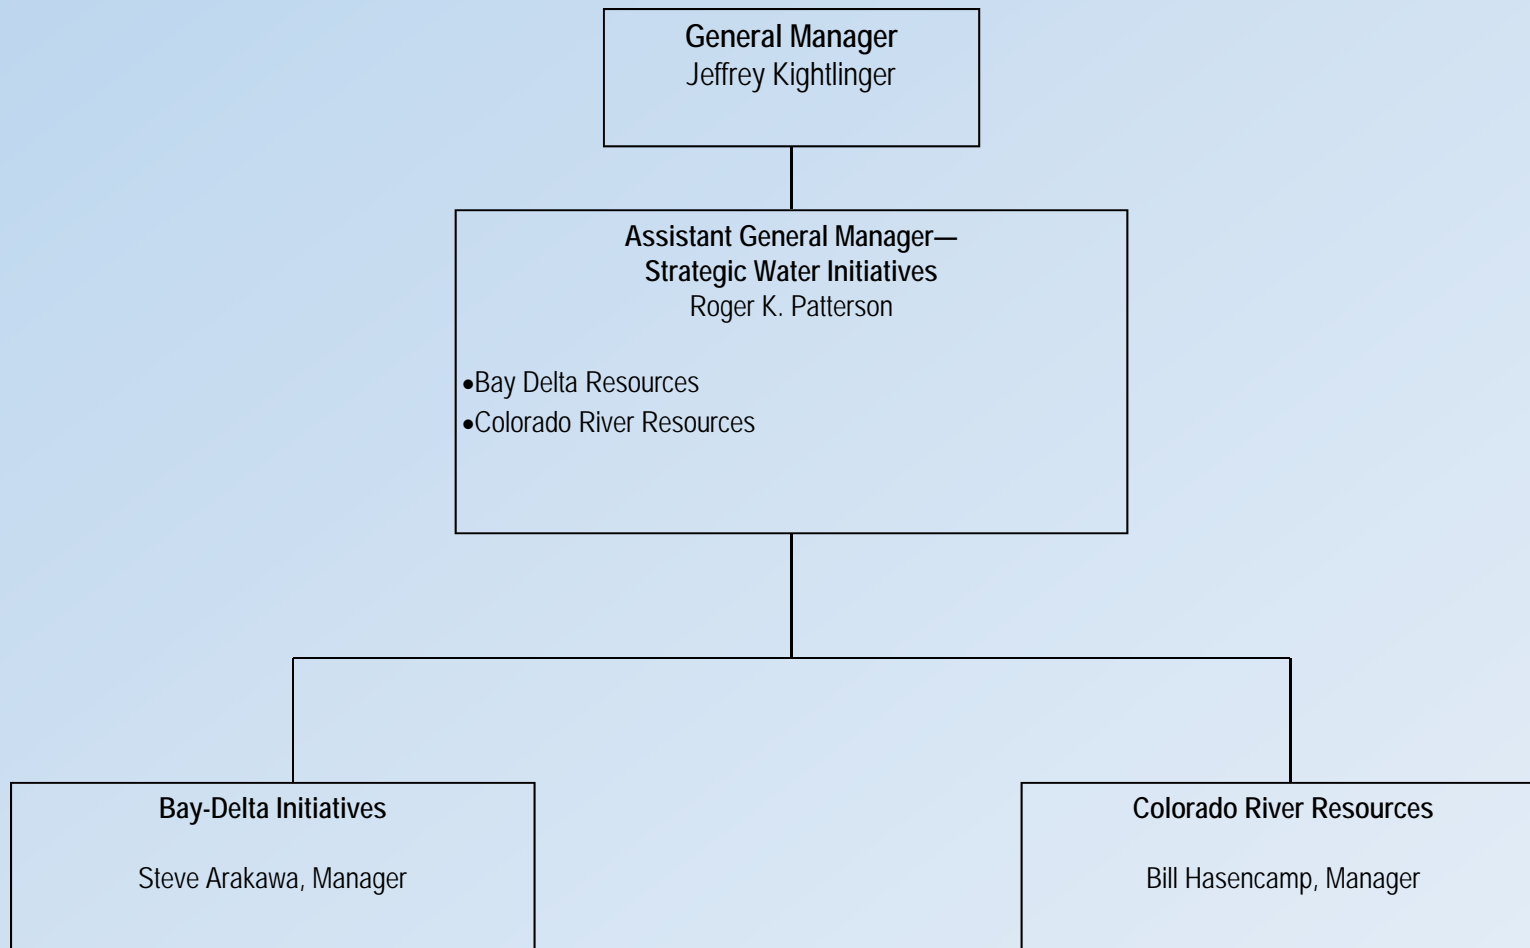 General Manager
Jeffrey Kightlinger
Assistant General Manager—
Strategic Water Initiatives
Roger K. Patterson
•Bay Delta Resources
•Colorado River Resources
Bay-Delta Initiatives
Steve Arakawa, Manager
Colorado River Resources
Bill Hasencamp, Manager